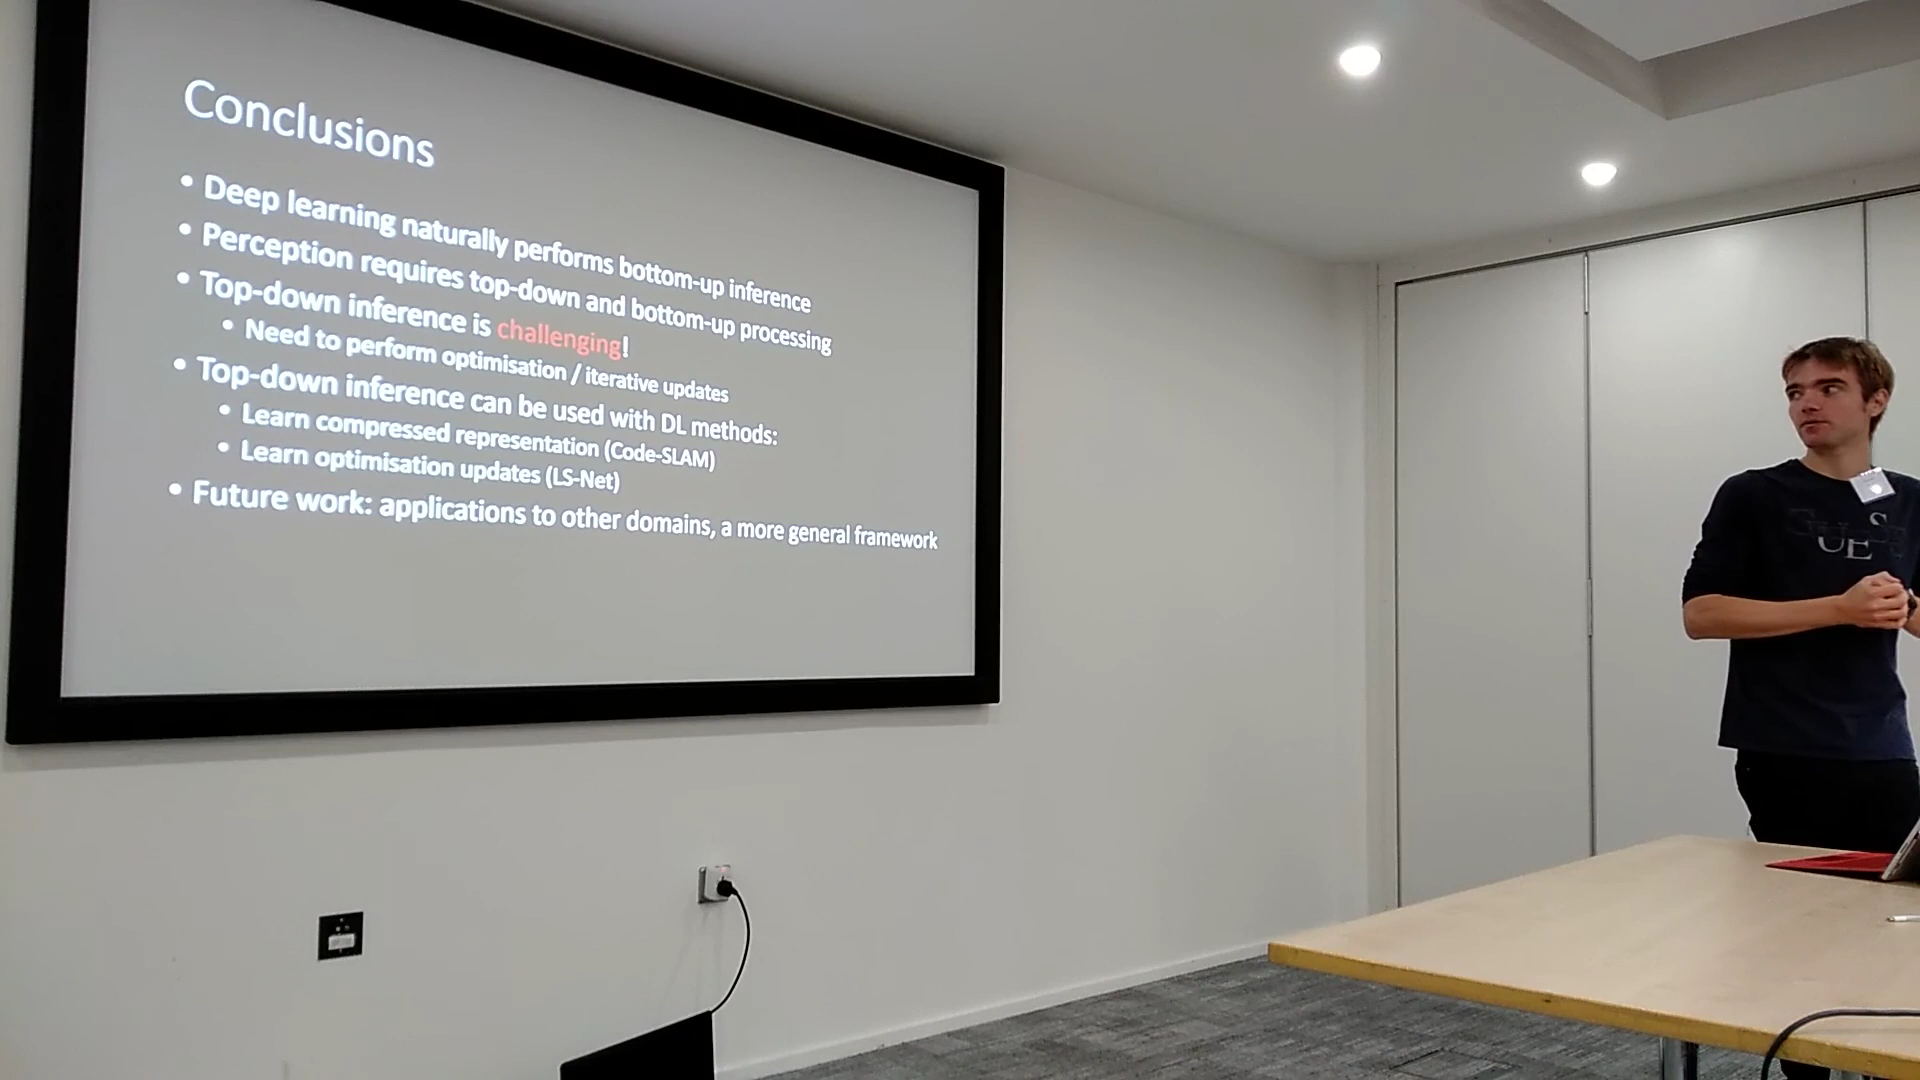 Conclusions
• Deep learning naturally performs bottom-up inference
• Perception requires top-down and bottom-up processing
• Top-down inference is challenging!
• Need to perform optimisation / iterative updates
• Top-down inference can be used with DL methods:
• Learn compressed representation (Code-SLAM)
• Learn optimisation updates (LS-Net)
• Future work: applications to other domains, a more general framework